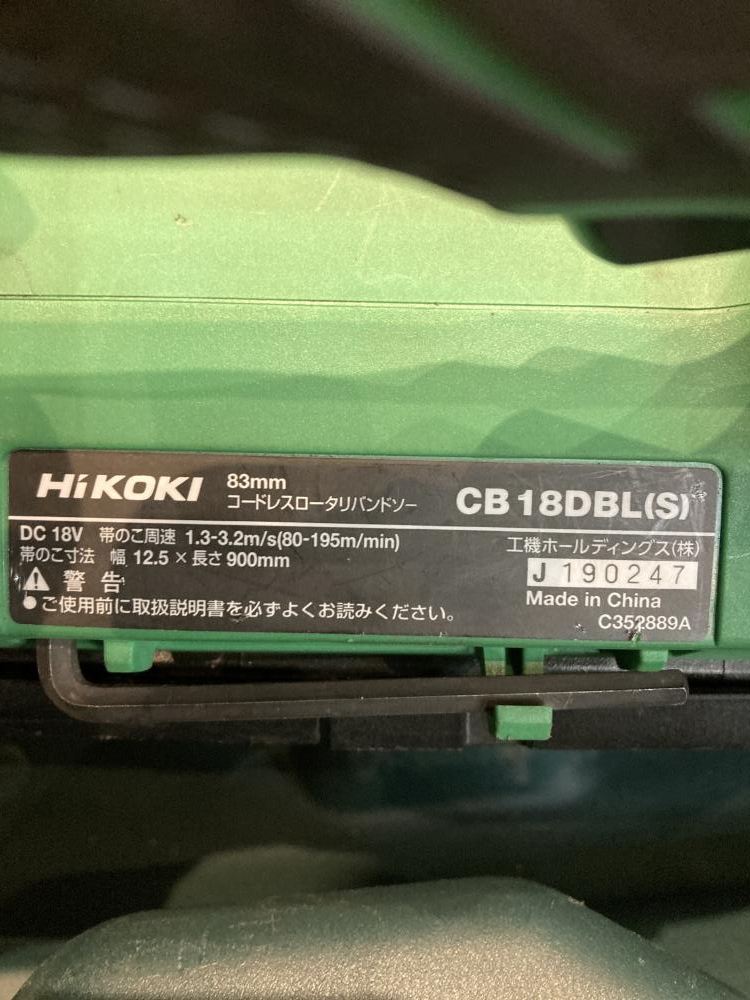 HiKOKI 83mm
コードレスロータリバンドソー CB 18DBL(S)
DC 18V 帯のこ周速 1.3-3.2m/s(80-195m/min)
帯のこ寸法 幅 12.5 × 長さ 900mm
⚠ 警告
●ご使用前に取扱説明書を必ずよくお読みください。
工機ホールディングス(株)
J 190247
Made in China
C352889A